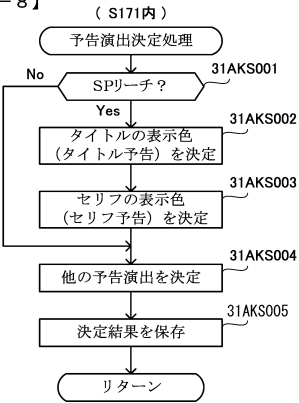 －８】
（ S171内 ）
予告演出決定処理
No
SPリーチ？
31AKS001
Yes
31AKS002
タイトルの表示色
（タイトル予告）を決定
31AKS003
セリフの表示色
（セリフ予告）を決定
31AKS004
他の予告演出を決定
31AKS005
決定結果を保存
リターン